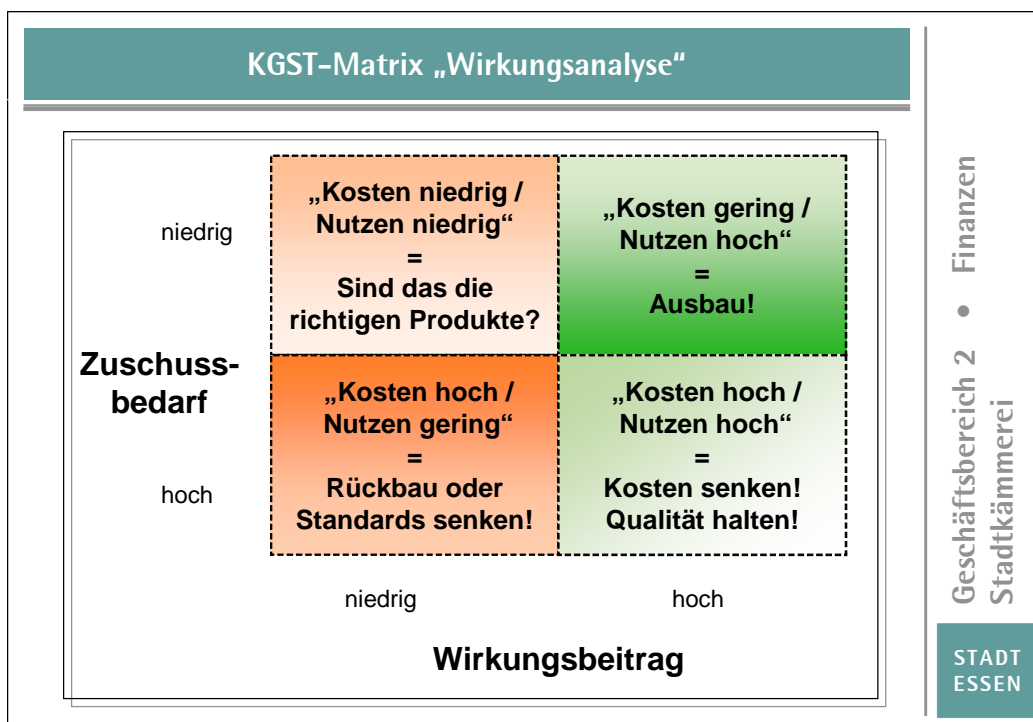 KGST-Matrix „Wirkungsanalyse“
niedrig
„Kosten niedrig /
Nutzen niedrig“
=
Sind das die
richtigen Produkte?
„Kosten gering /
Nutzen hoch“
=
Ausbau!
Zuschuss-
bedarf
hoch
„Kosten hoch /
Nutzen gering“
=
Rückbau oder
Standards senken!
„Kosten hoch /
Nutzen hoch“
=
Kosten senken!
Qualität halten!
niedrig
hoch
Wirkungsbeitrag
Geschäftsbereich 2 • Finanzen
Stadtkämmerei
STADT
ESSEN